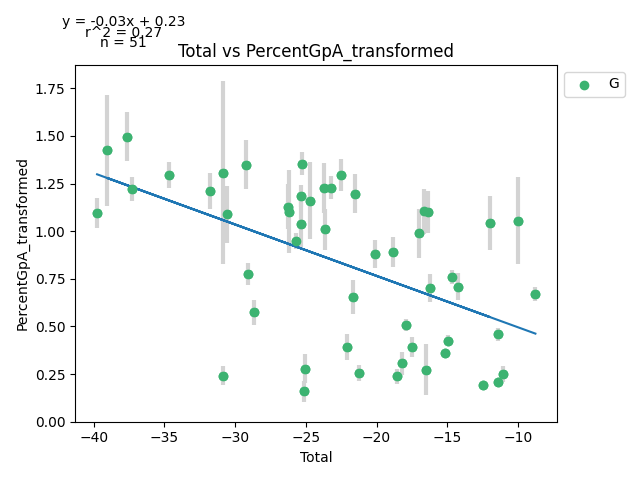 y = -0.03x + 0.23
r^2 = 0.27
n = 51
Total vs PercentGpA_transformed
G
PercentGpA_transformed
1.75
1.50
1.25
1.00
0.75
0.50
0.25
0.00
−40 −35 −30 −25 −20 −15 −10
Total